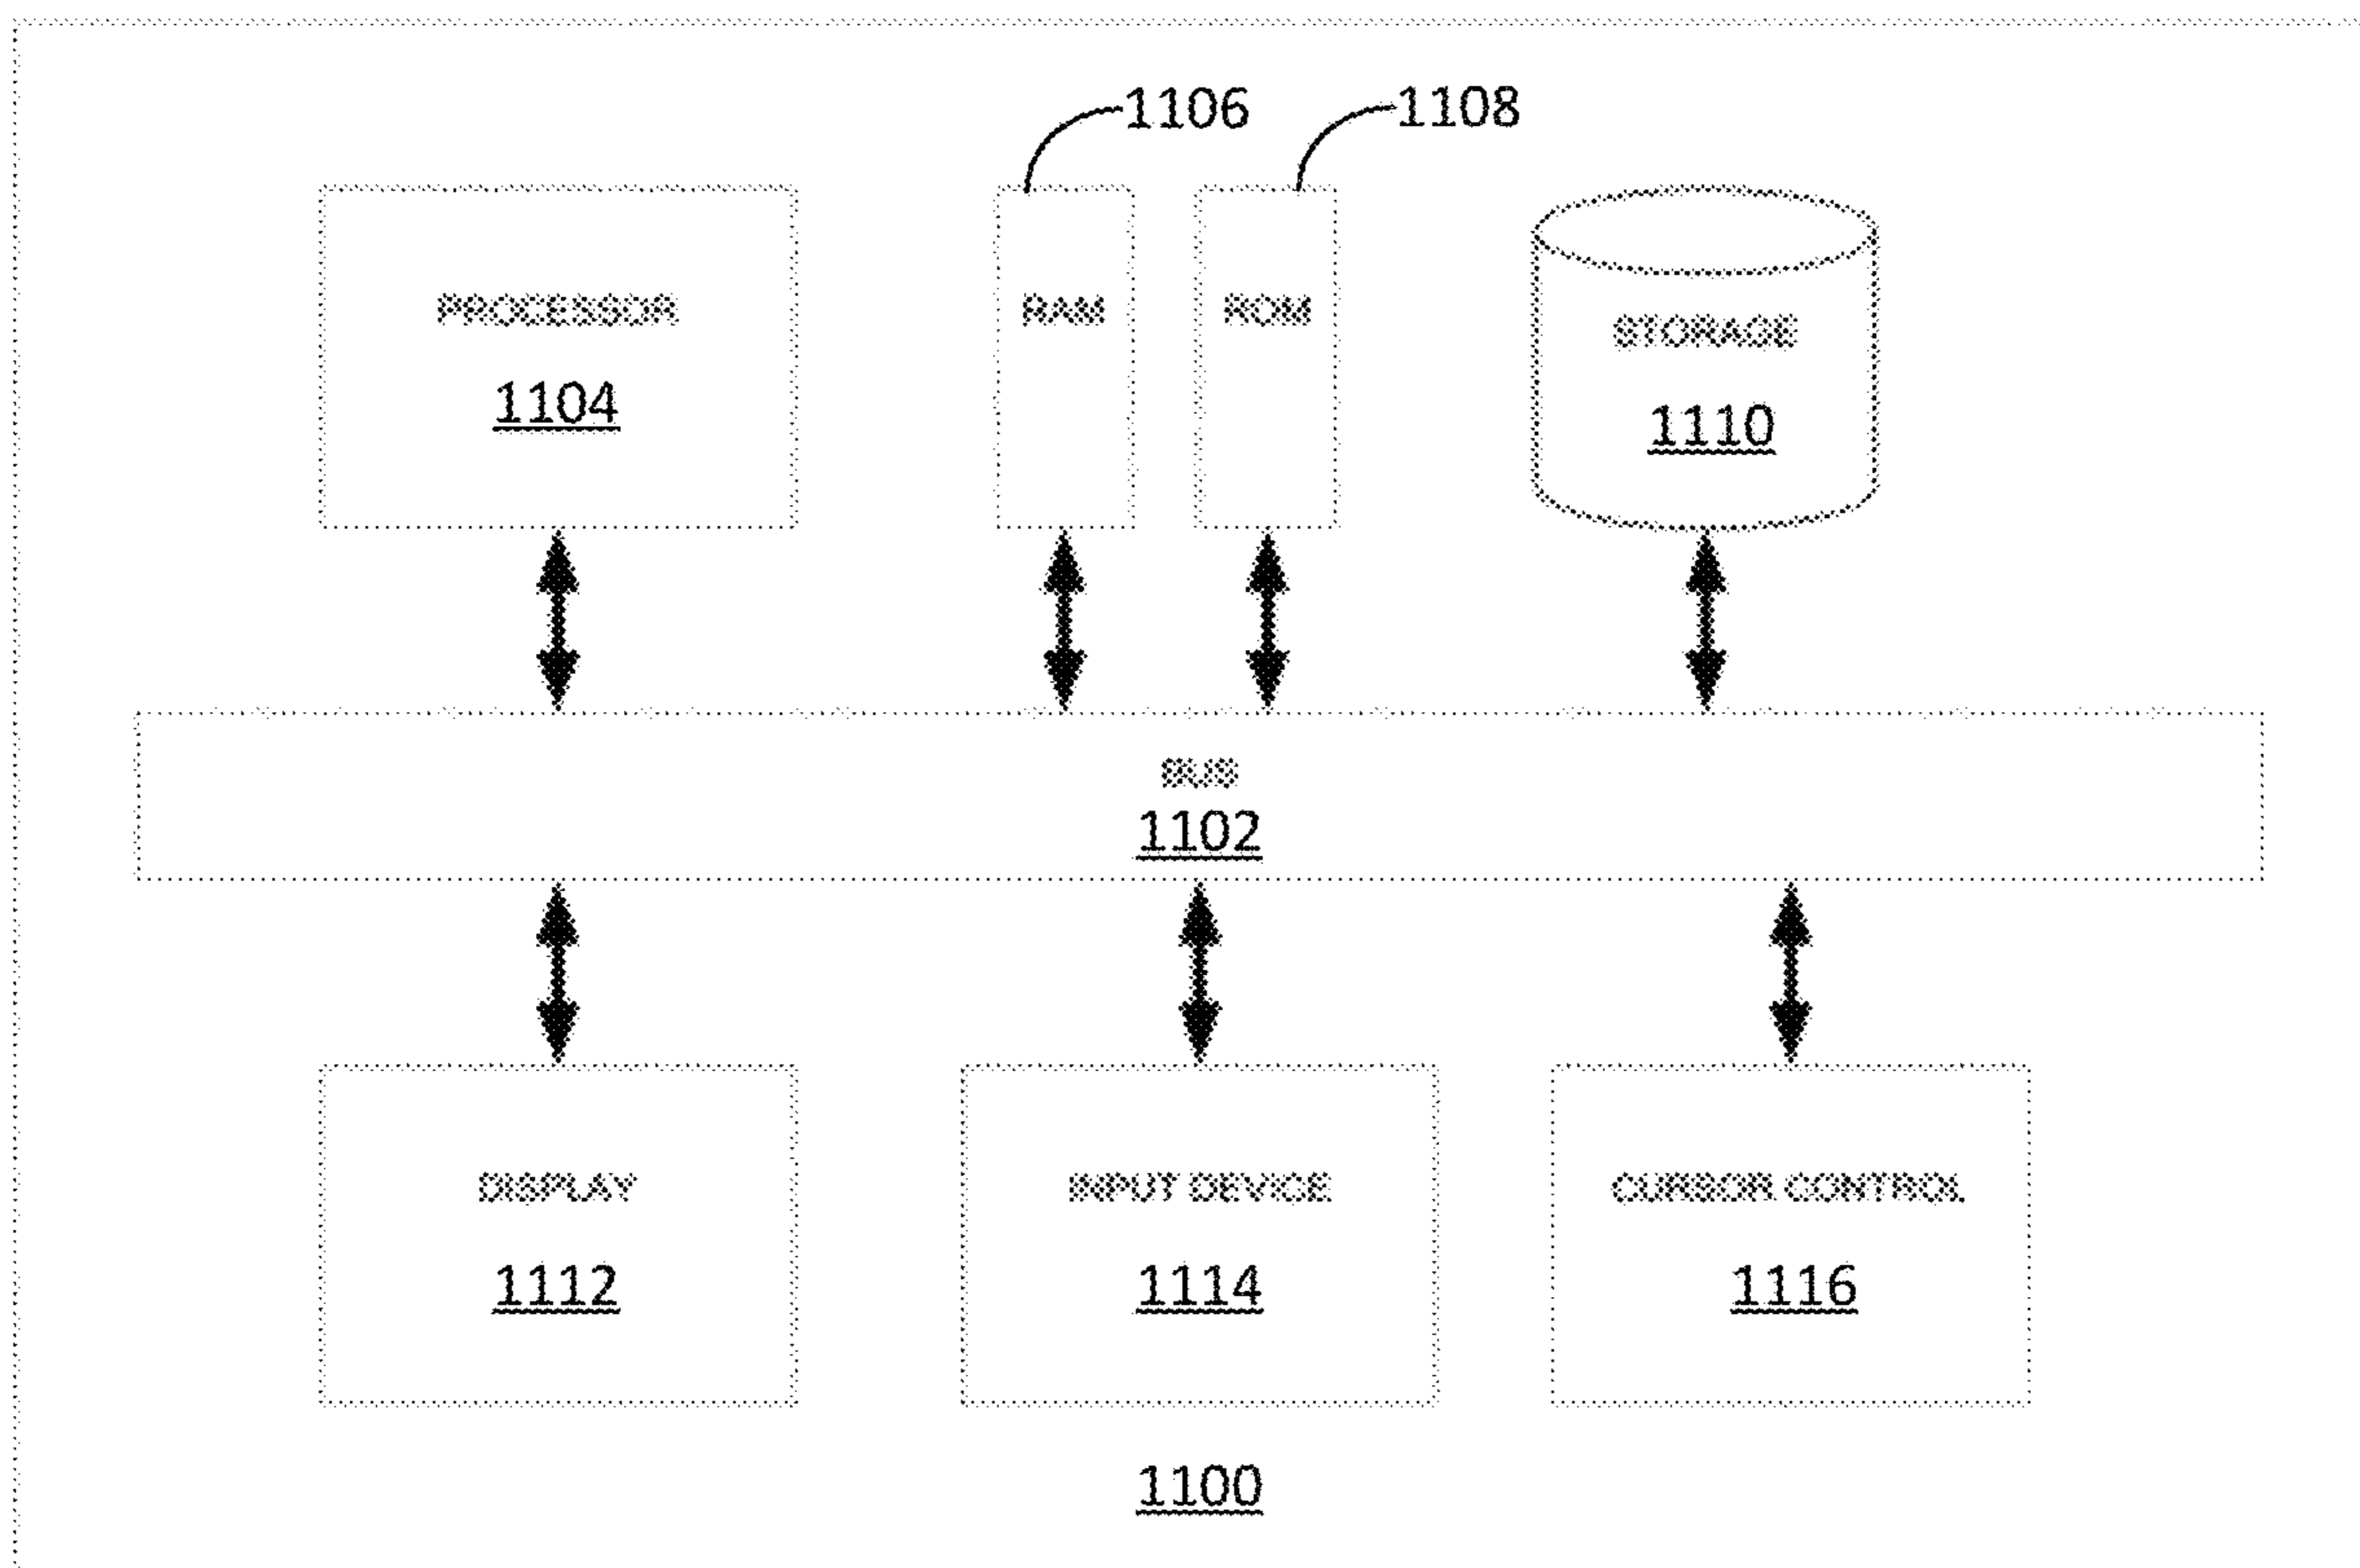 1106
1108
PROCESSOR
1104
RAM
ROM
STORAGE
1110
BUS
1102
DISPLAY
1112
INPUT DEVICE
1114
CURSOR CONTROL
1116
1100